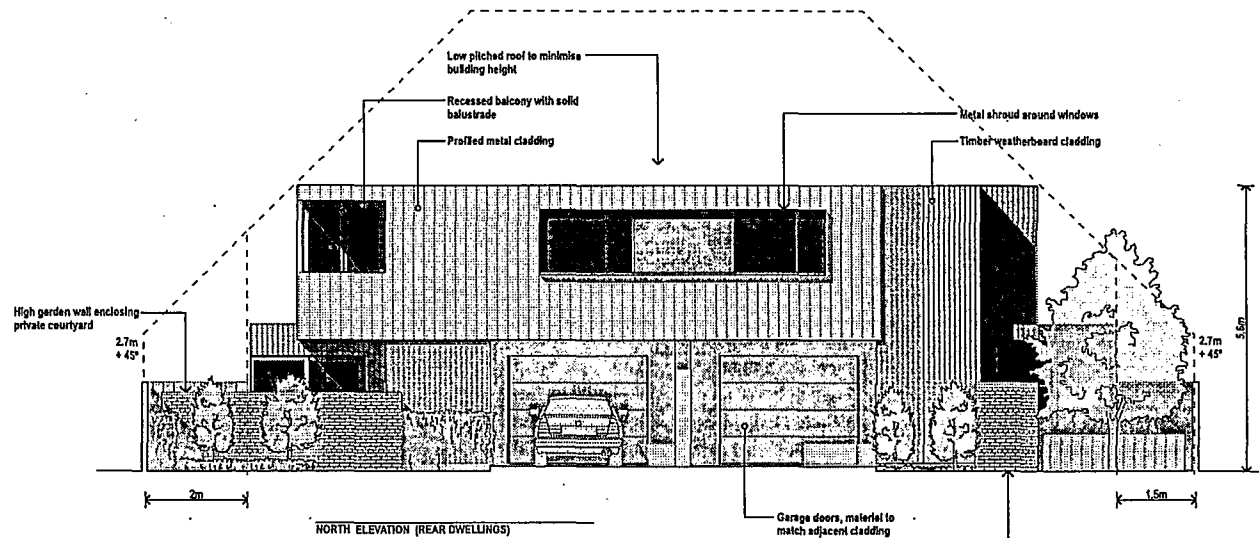 Low pitched roof to minimise
building height
Recessed balcony with solid
balustrade
Metal shroud around windows
Profiled metal cladding
Timber weatherboard cladding
High garden wall enclosing
private courtyard
2.7m
+ 45°
2.7m
+ 45°
5.6m
2m
1.5m
NORTH ELEVATION (REAR DWELLINGS)
Garage doors, material to
match adjacent cladding